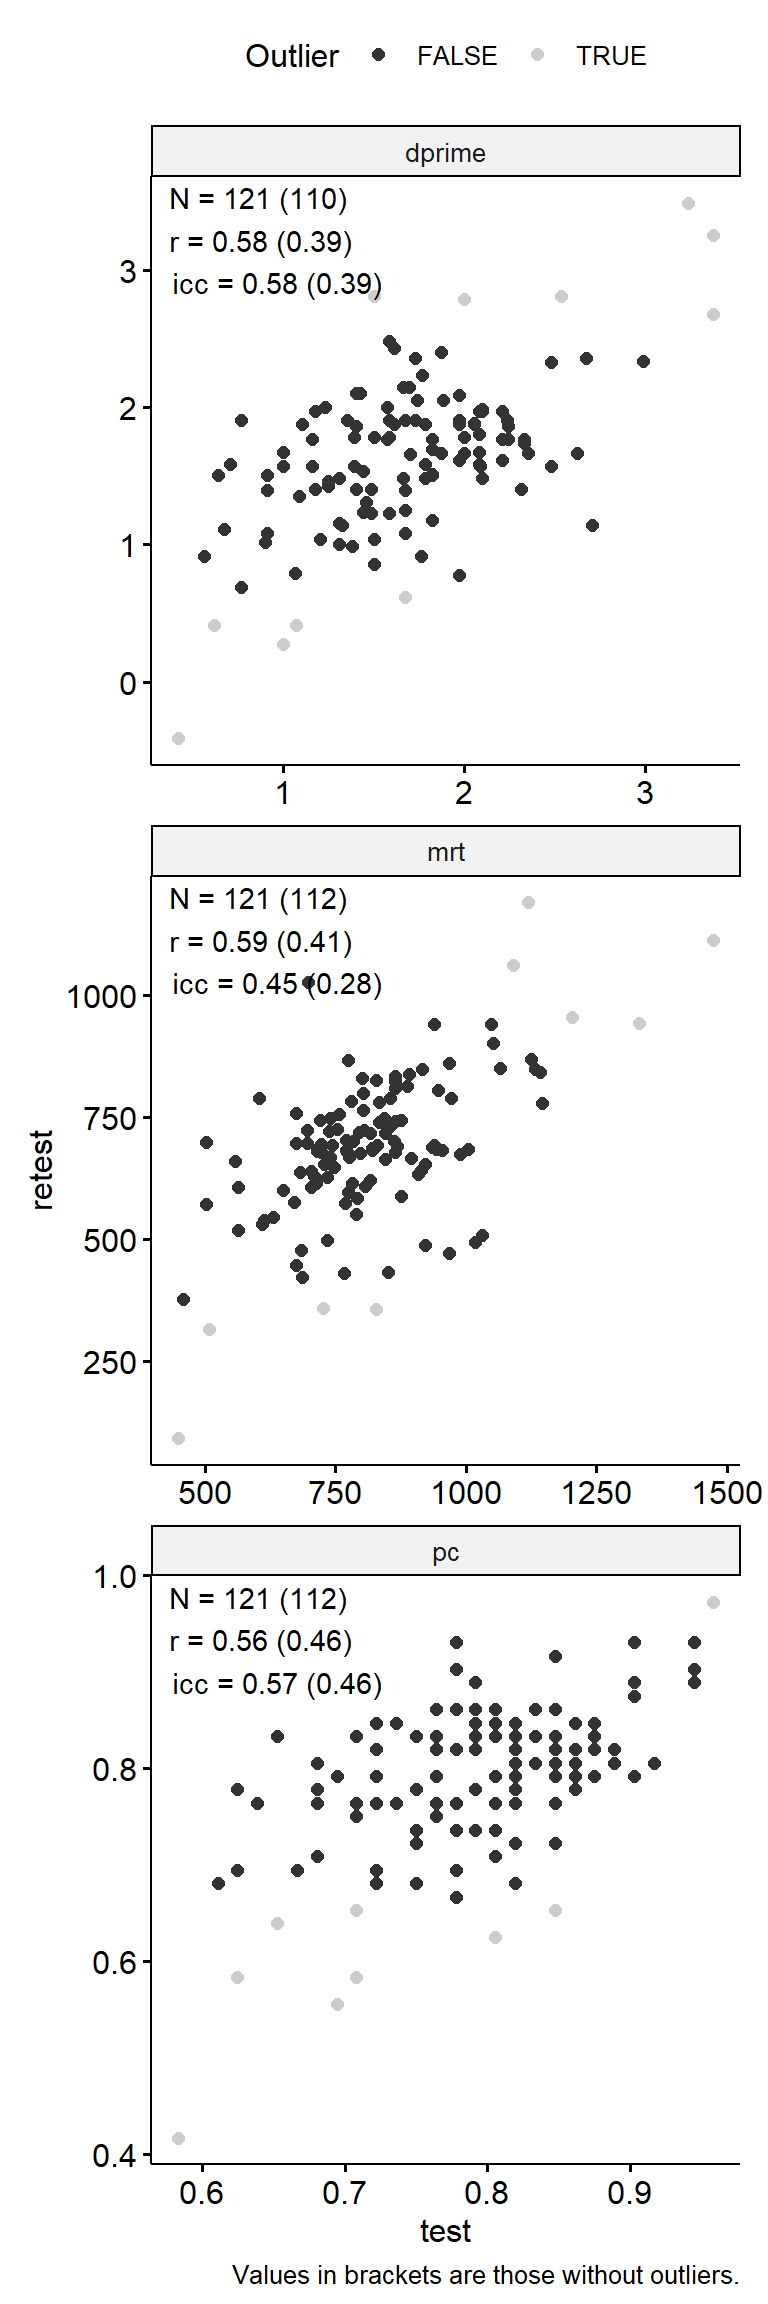 Outlier FALSE TRUE
dprime
N = 121 (110)
r = 0.58 (0.39)
icc = 0.58 (0.39)
3
2
1
0
1 2 3
mrt
N = 121 (112)
r = 0.59 (0.41)
icc = 0.45 (0.28)
1000
750
500
250
500 750 1000 1250 1500
retest
pc
N = 121 (112)
r = 0.56 (0.46)
icc = 0.57 (0.46)
1.0
0.8
0.6
0.4
0.6 0.7 0.8 0.9
test
Values in brackets are those without outliers.